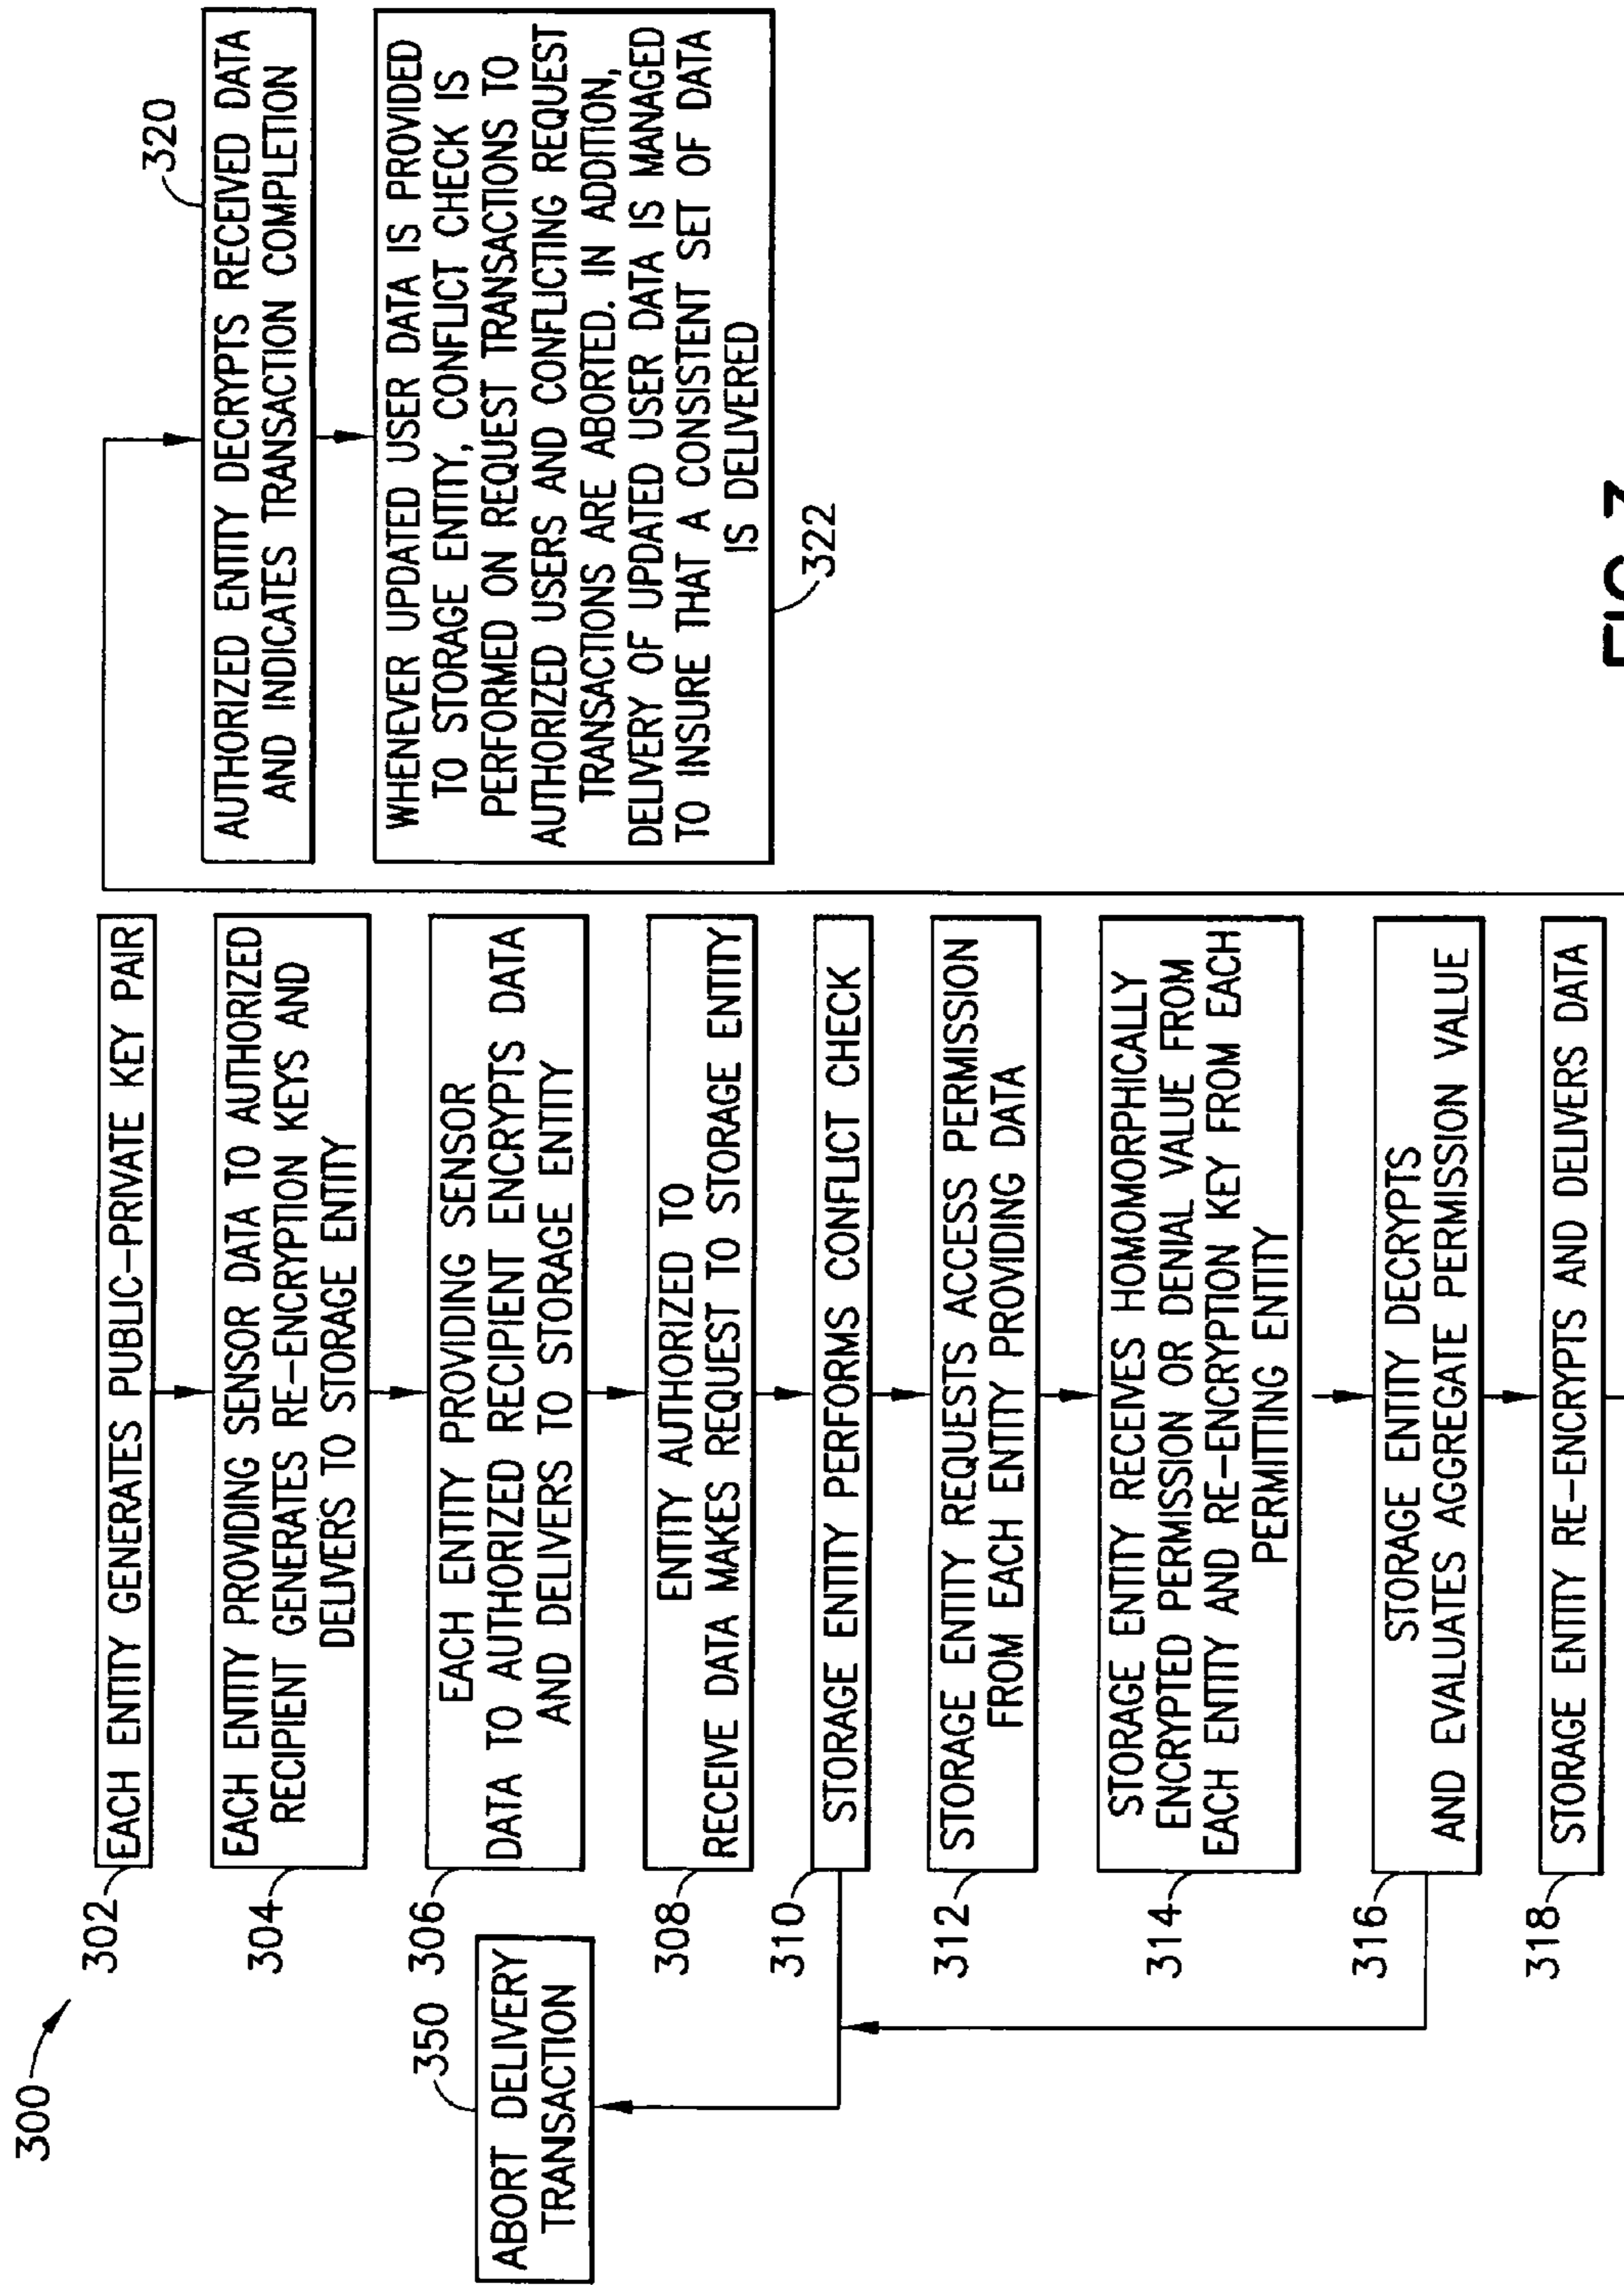 300
302
EACH ENTITY GENERATES PUBLIC-PRIVATE KEY PAIR
304
EACH ENTITY PROVIDING SENSOR DATA TO AUTHORIZED
RECIPIENT GENERATES RE-ENCRYPTION KEYS AND
DELIVERS TO STORAGE ENTITY
306
EACH ENTITY PROVIDING SENSOR
DATA TO AUTHORIZED RECIPIENT ENCRYPTS DATA
AND DELIVERS TO STORAGE ENTITY
308
ENTITY AUTHORIZED TO
RECEIVE DATA MAKES REQUEST TO STORAGE ENTITY
310
STORAGE ENTITY PERFORMS CONFLICT CHECK
312
STORAGE ENTITY REQUESTS ACCESS PERMISSION
FROM EACH ENTITY PROVIDING DATA
314
STORAGE ENTITY RECEIVES HOMOMORPHICALLY
ENCRYPTED PERMISSION OR DENIAL VALUE FROM
EACH ENTITY AND RE-ENCRYPTION KEY FROM EACH
PERMITTING ENTITY
316
STORAGE ENTITY DECRYPTS
AND EVALUATES AGGREGATE PERMISSION VALUE
318
STORAGE ENTITY RE-ENCRYPTS AND DELIVERS DATA
350
ABORT DELIVERY
TRANSACTION
320
AUTHORIZED ENTITY DECRYPTS RECEIVED DATA
AND INDICATES TRANSACTION COMPLETION
WHENEVER UPDATED USER DATA IS PROVIDED
TO STORAGE ENTITY, CONFLICT CHECK IS
PERFORMED ON REQUEST TRANSACTIONS TO
AUTHORIZED USERS AND CONFLICTING REQUEST
TRANSACTIONS ARE ABORTED. IN ADDITION,
DELIVERY OF UPDATED USER DATA IS MANAGED
TO INSURE THAT A CONSISTENT SET OF DATA
IS DELIVERED
322
FIG.3